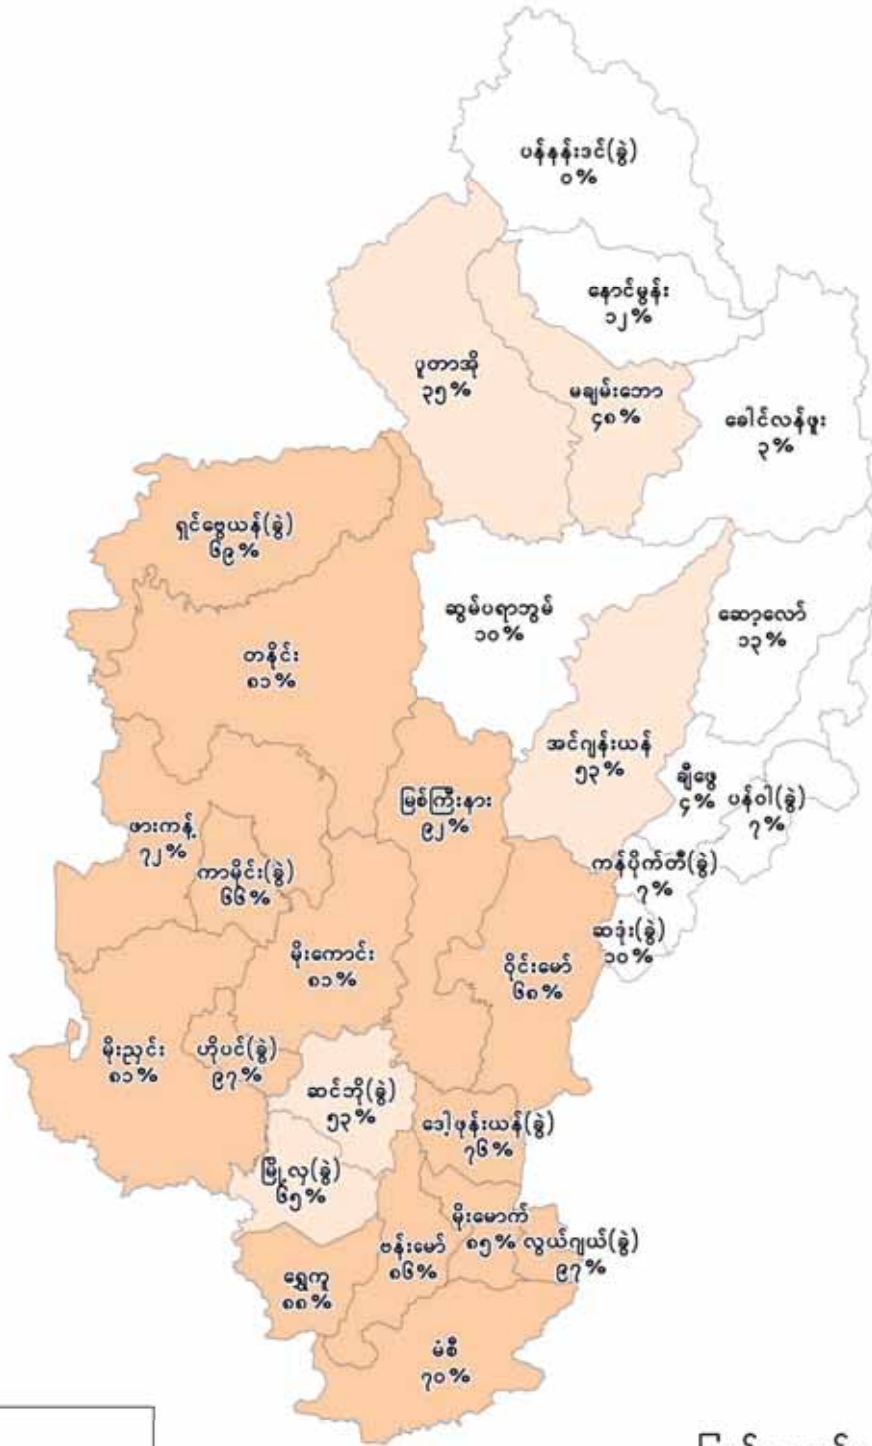 ပန်နန်းဒင်(ခွဲ)
၀%
နောင်မွန်း
၁၂%
ပူတာအို
၃၅%
မချမ်းဘော
၄၈%
ခေါင်လန်ဖူး
၃%
ရှင်ဗွေယန်(ခွဲ)
၆၉%
ဆွမ်ပရာဘွမ်
၁၀%
ဆော့လော်
၁၃%
တနိုင်း
၈၁%
အင်ဂျန်းယန်
၅၃%
ချီဖွေ
၄%
ပန်ဝါ(ခွဲ)
၇%
မြစ်ကြီးနား
၉၂%
ဖားကန့်
၇၂%
ကာမိုင်း(ခွဲ)
၆၆%
ကန်ပိုက်တီ(ခွဲ)
၇%
ဆဒုံး(ခွဲ)
၁၀%
မိုးကောင်း
၈၁%
ဝိုင်းမော်
၆၈%
မိုးညှင်း
၈၁%
ဟိုပင်(ခွဲ)
၉၇%
ဆင်ဘို(ခွဲ)
၅၃%
ဒေါ့ဖုန်းယန်(ခွဲ)
၇၆%
မြို့လှ(ခွဲ)
၆၅%
မိုးမောက်
၈၅%
လွယ်ဂျယ်(ခွဲ)
၉၇%
ဗန်းမော်
၈၆%
ရွှေကူ
၈၈%
မံစီ
၇၀%